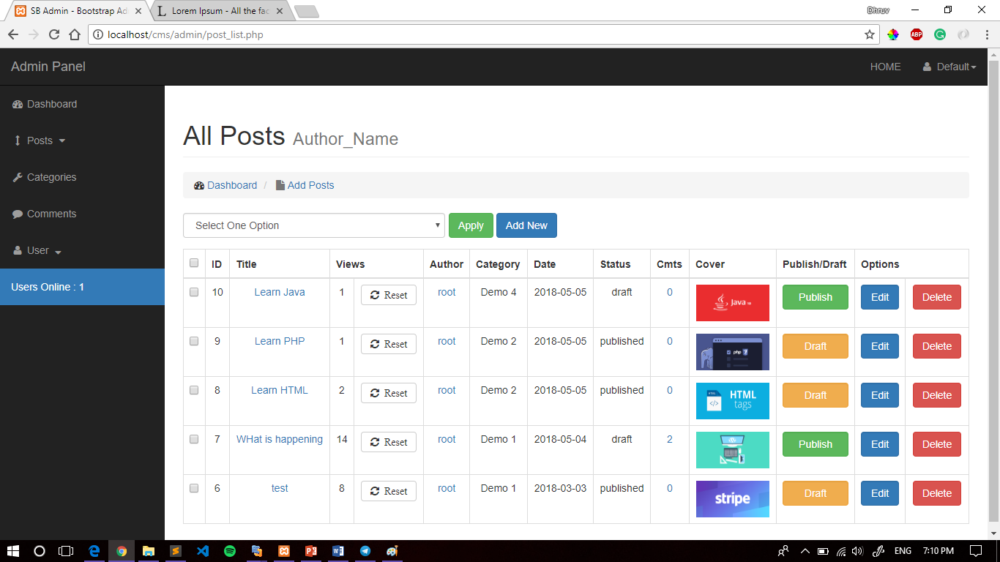 SB Admin - Bootstrap Ad
Lorem Ipsum - All the fac
Dhruv
localhost/cms/admin/post_list.php
ABP
Admin Panel
HOME
Default
Dashboard
Posts
Categories
Comments
User
Users Online : 1
All Posts Author_Name
Dashboard / Add Posts
Select One Option Apply Add New
ID Title Views Author Category Date Status Cmts Cover Publish/Draft Options
10 Learn Java 1 Reset root Demo 4 2018-05-05 draft 0 Java Publish Edit Delete
9 Learn PHP 1 Reset root Demo 2 2018-05-05 published 0 php 7 Draft Edit Delete
8 Learn HTML 2 Reset root Demo 2 2018-05-05 published 0 HTML tags Draft Edit Delete
7 WHat is happening 14 Reset root Demo 1 2018-05-04 draft 2 Publish Edit Delete
6 test 8 Reset root Demo 1 2018-03-03 published 0 stripe Draft Edit Delete
ENG 7:10 PM